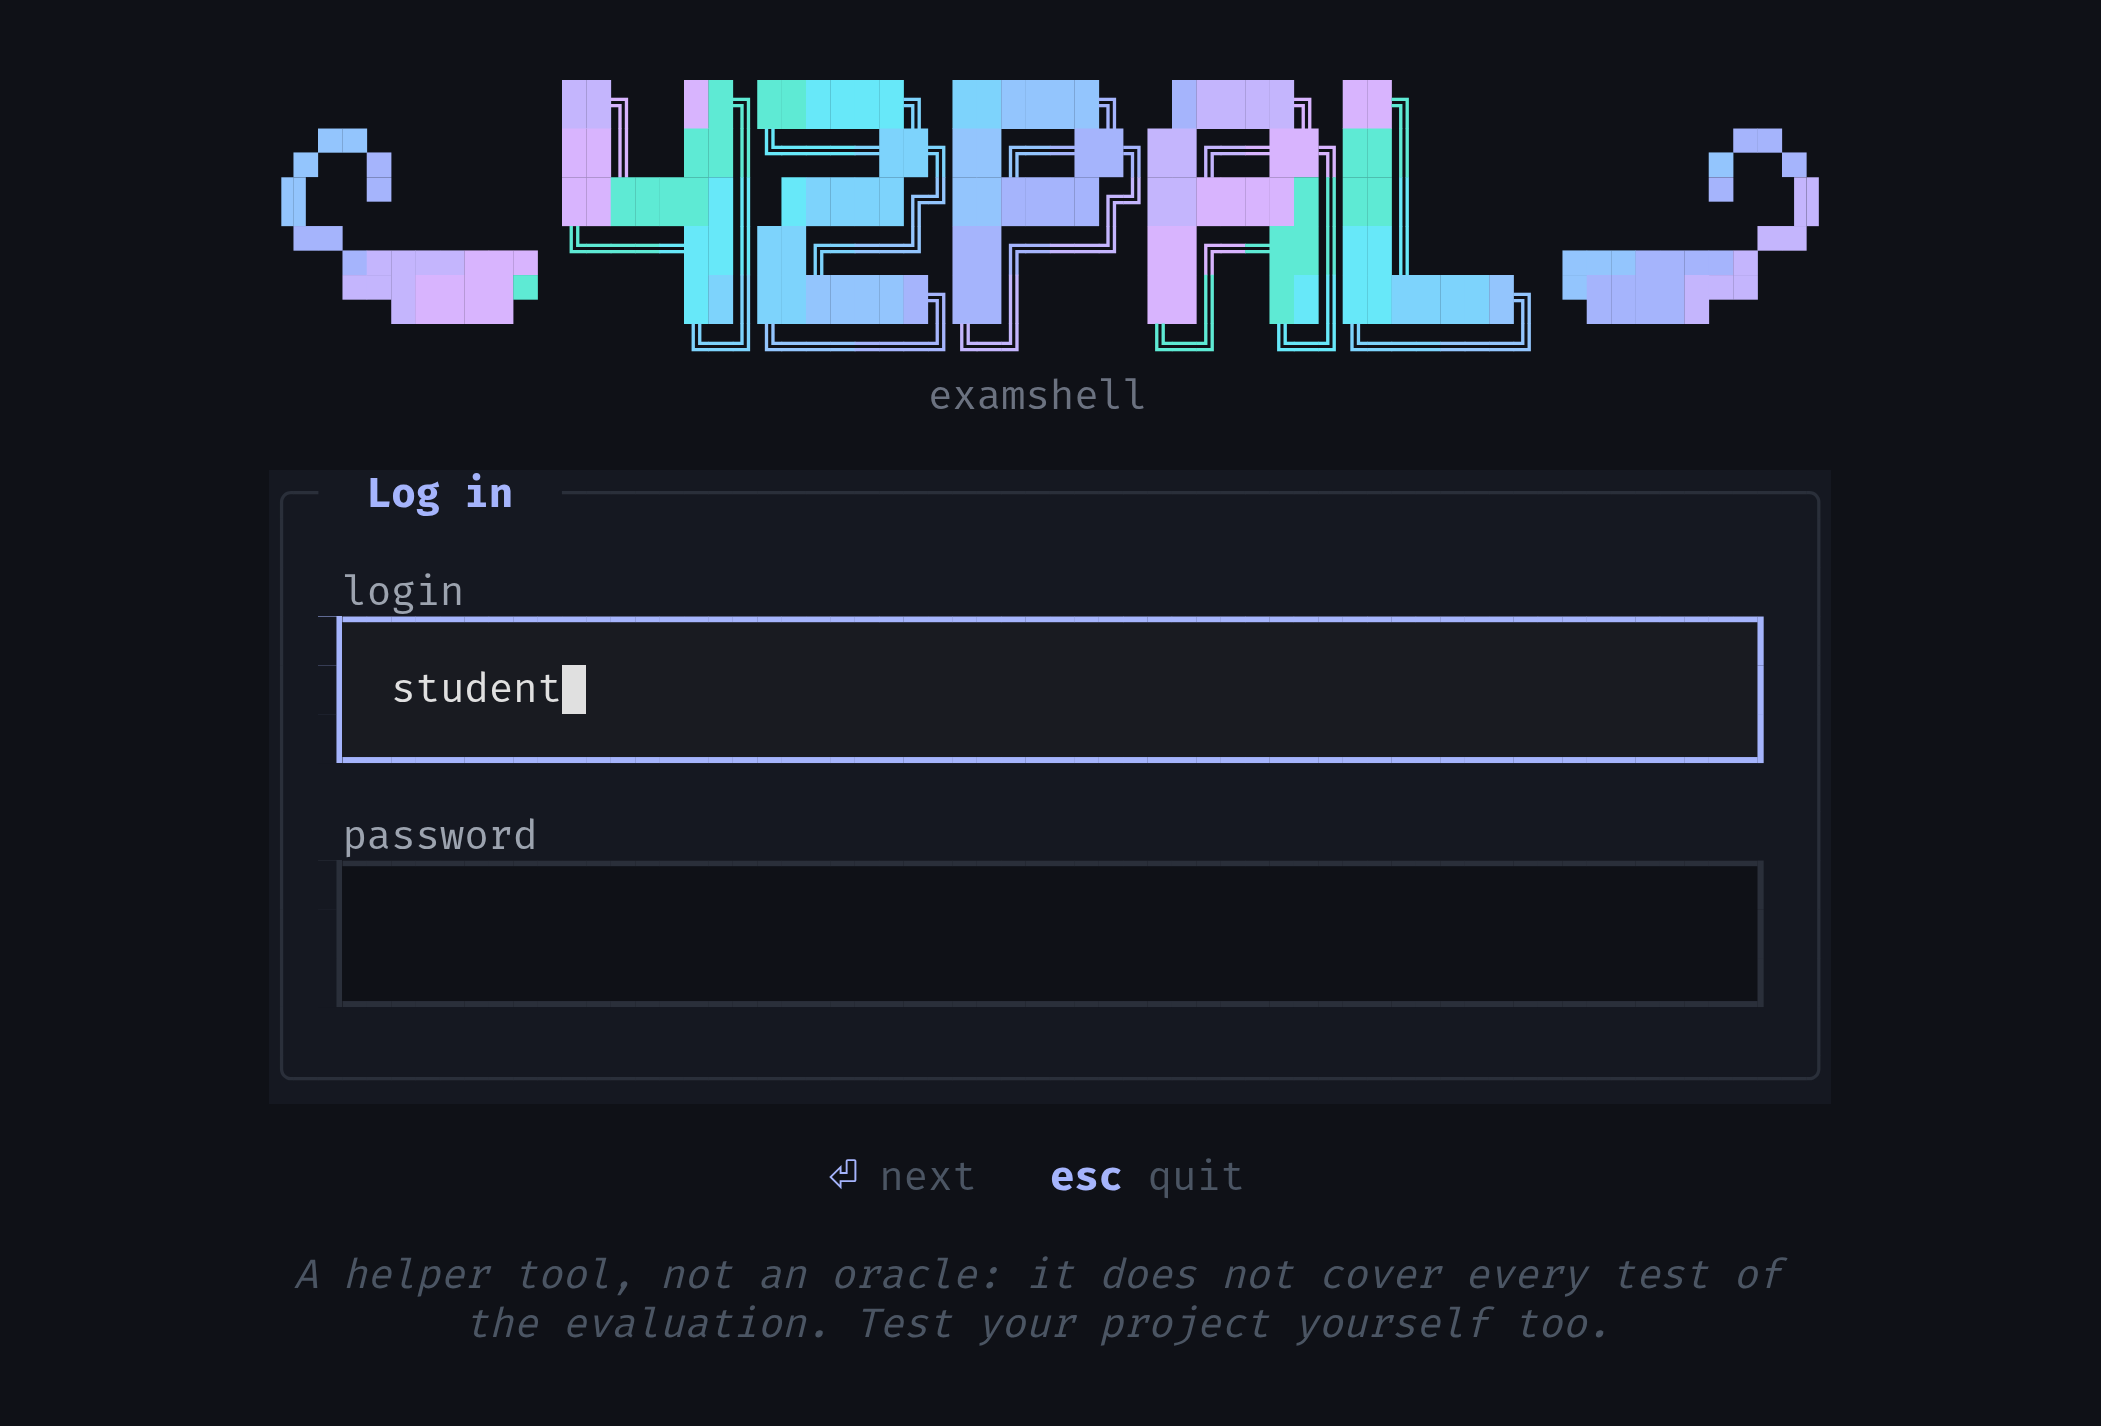 42PAL
examshell
Log in
login
student
password
⏎ next esc quit
A helper tool, not an oracle: it does not cover every test of
the evaluation. Test your project yourself too.